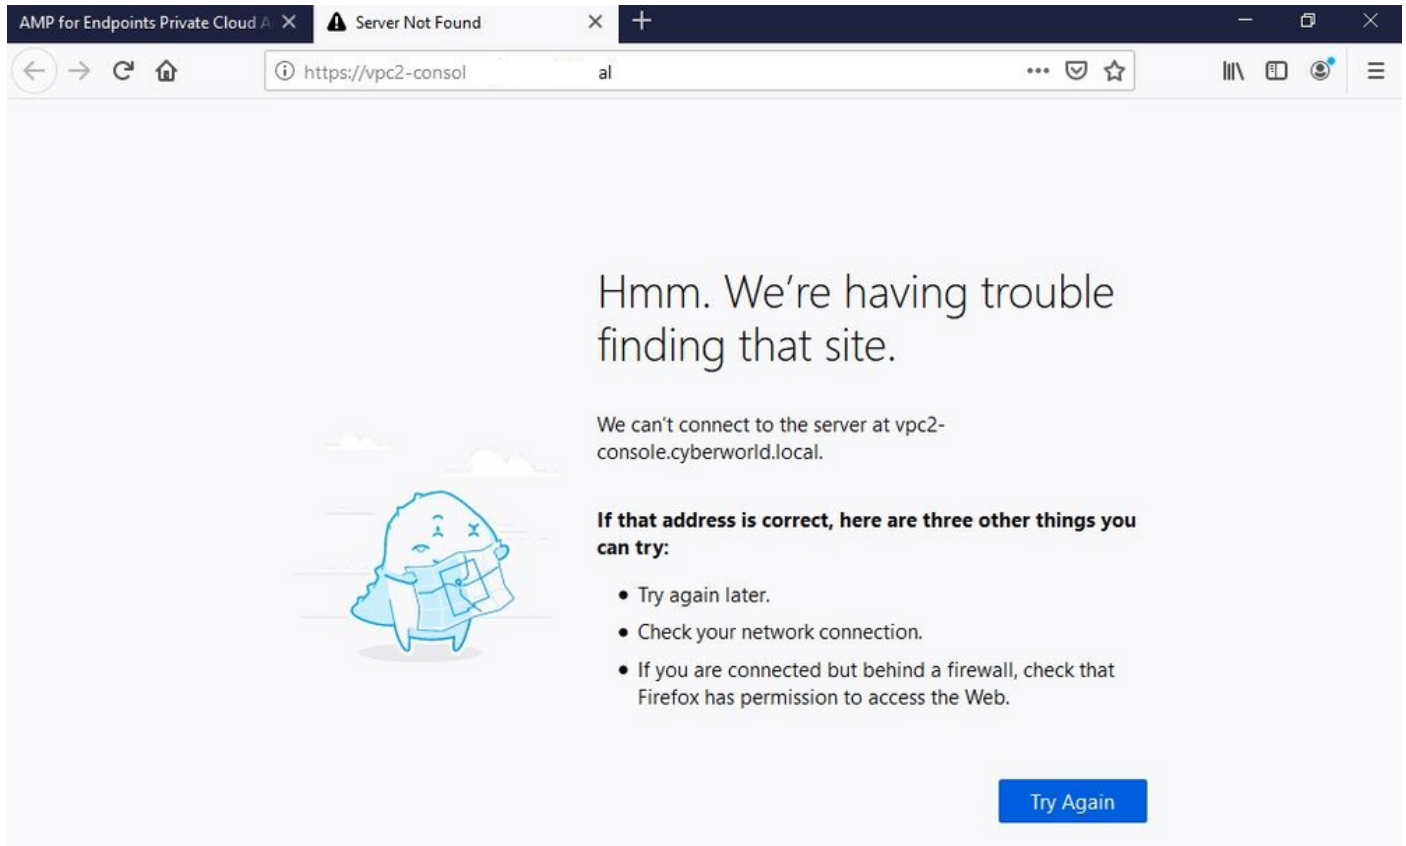 AMP for Endpoints Private Cloud A
Server Not Found
https://vpc2-consol al
Hmm. We're having trouble
finding that site.
We can't connect to the server at vpc2-
console.cyberworld.local.
If that address is correct, here are three other things you
can try:
• Try again later.
• Check your network connection.
• If you are connected but behind a firewall, check that
Firefox has permission to access the Web.
Try Again